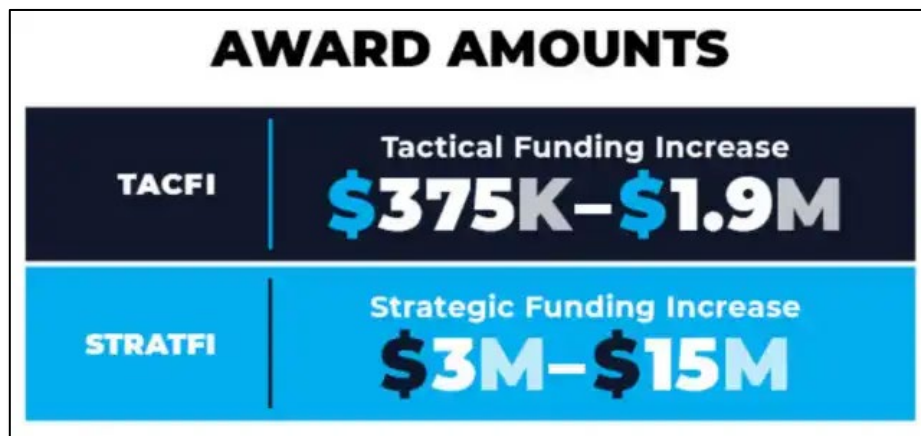 AWARD AMOUNTS
TACFI
Tactical Funding Increase
$375K–$1.9M
STRATFI
Strategic Funding Increase
$3M–$15M